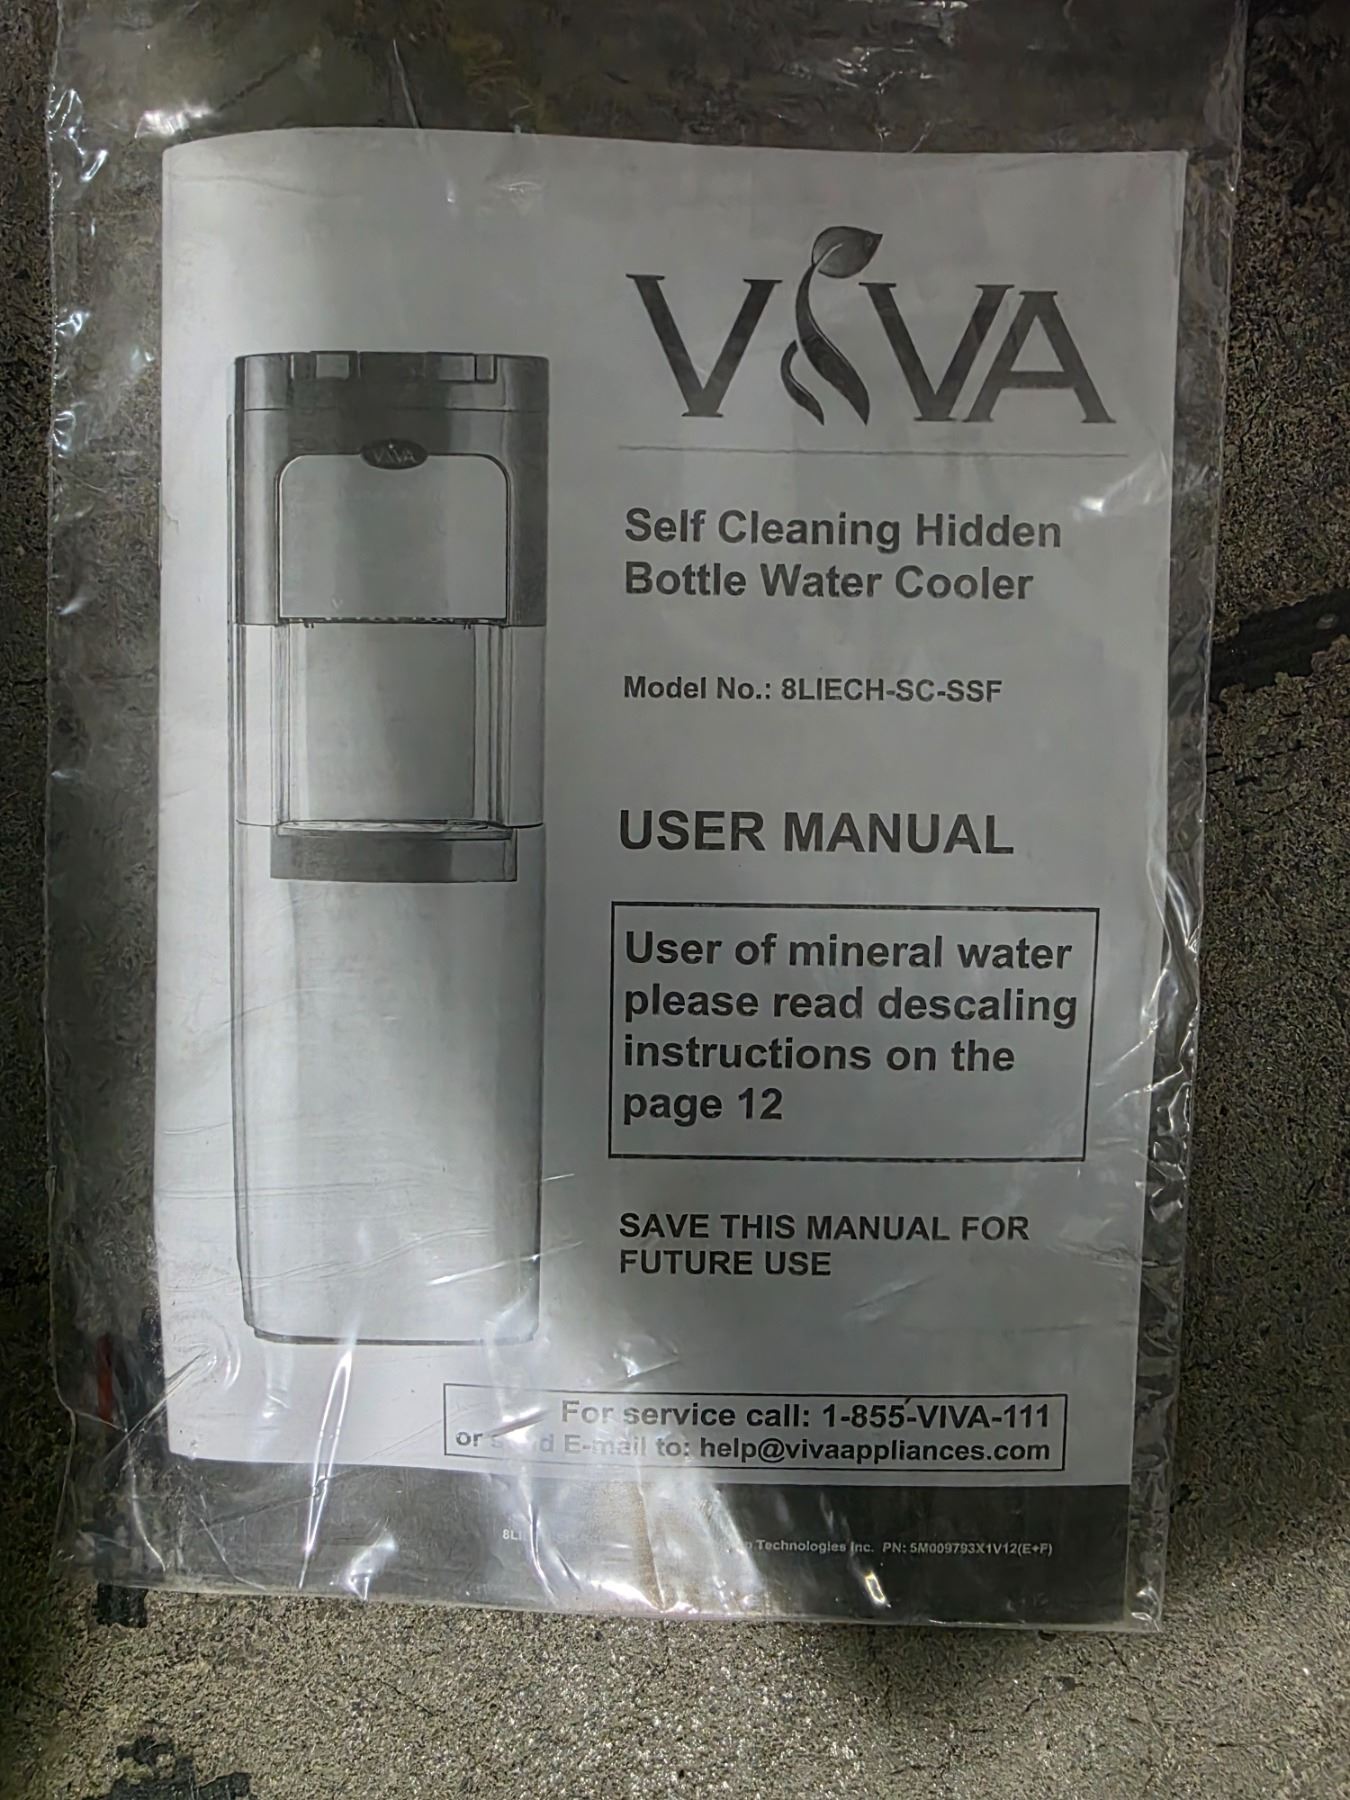 VIVA
VIVA
Self Cleaning Hidden
Bottle Water Cooler
Model No.: 8LIECH-SC-SSF
USER MANUAL
User of mineral water
please read descaling
instructions on the
page 12
SAVE THIS MANUAL FOR
FUTURE USE
For service call: 1-855-VIVA-111
or E-mail to: help@vivaappliances.com
Technologies Inc. PN: 5M009793X1V12(E+F)